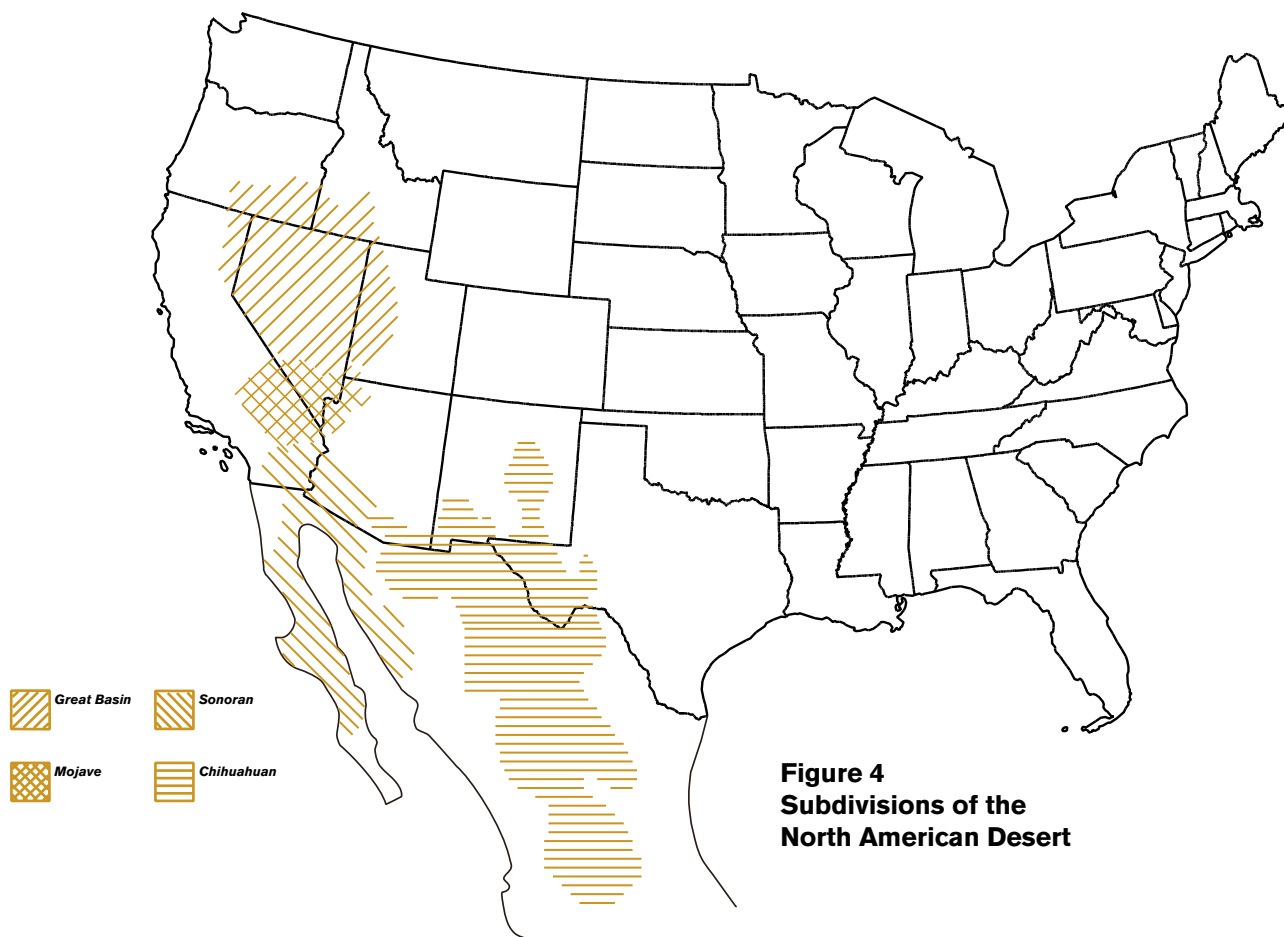 Great Basin
Sonoran
Mojave
Chihuahuan
Figure 4
Subdivisions of the
North American Desert